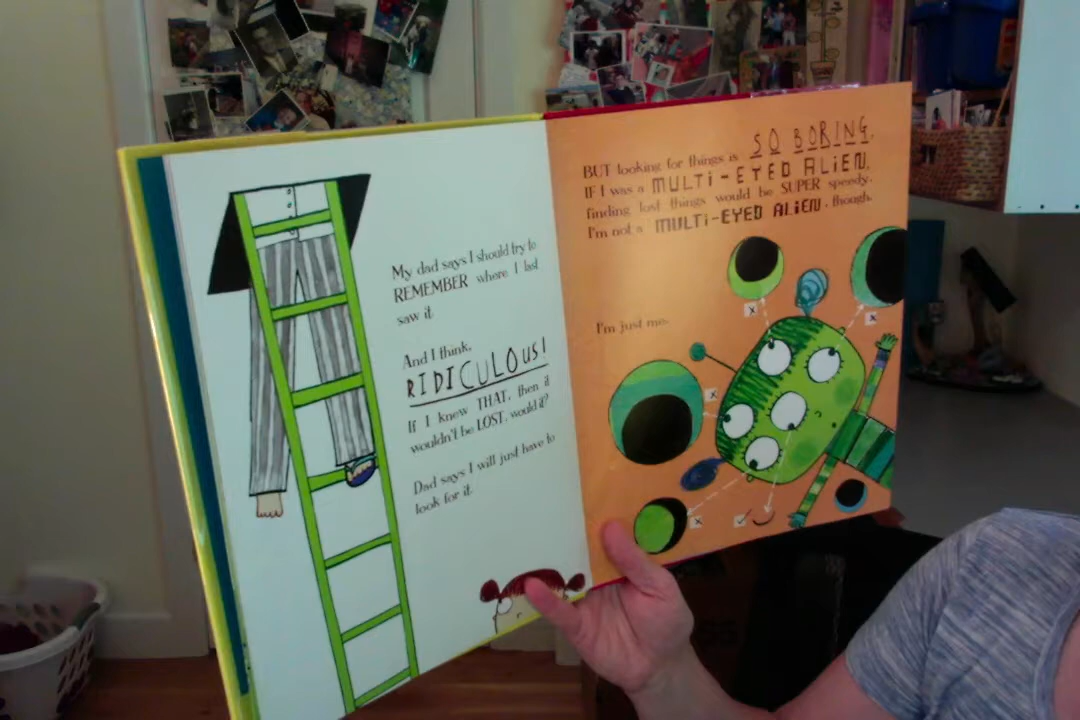 My dad says I should try to
REMEMBER where I last
saw it.
And I think,
RIDICULOUS!
If I knew THAT, then it
wouldn't be LOST, would it?
Dad says I will just have to
look for it.
BUT looking for things is SO BORING.
IF I was a MULTi-EYED ALiEN,
finding lost things would be SUPER speedy.
I'm not a MULTi-EYED ALiEN, though.
I'm just me.
x
x
x
x